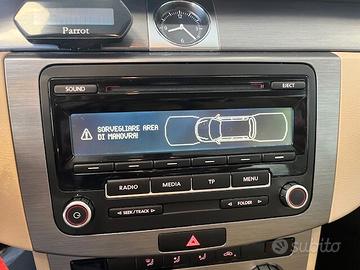 Parrot
SOUND
EJECT
SORVEGLIARE AREA
DI MANOVRA!
RADIO
MEDIA
TP
MENU
SEEK/TRACK
FOLDER
subito